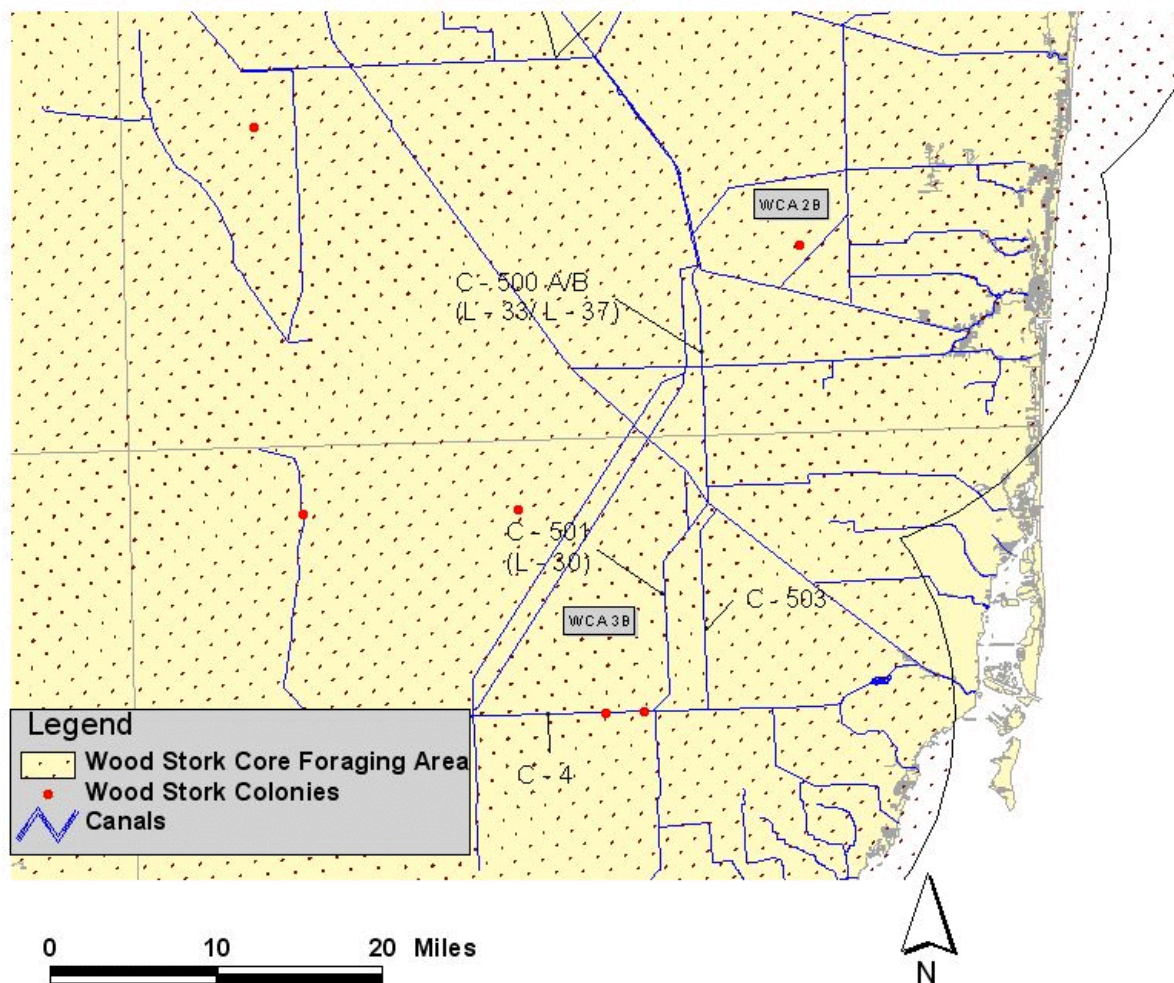 WCA 2B
C - 500 A/B
(L - 33/ L - 37)
C - 501
(L - 30)
C - 503
WCA 3B
C - 4
Legend
Wood Stork Core Foraging Area
Wood Stork Colonies
Canals
0 10 20 Miles
N